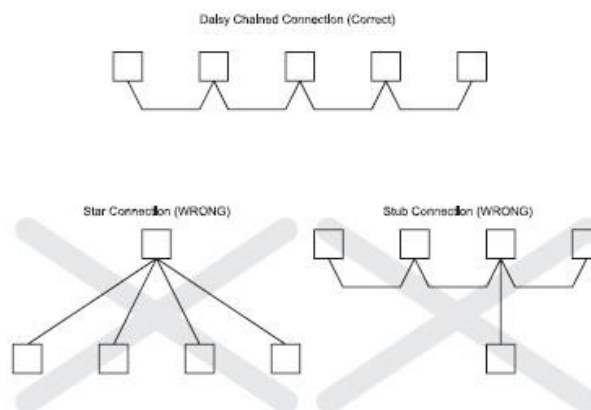 Daisy Chained Connection (Correct)
Star Connection (WRONG)
Stub Connection (WRONG)